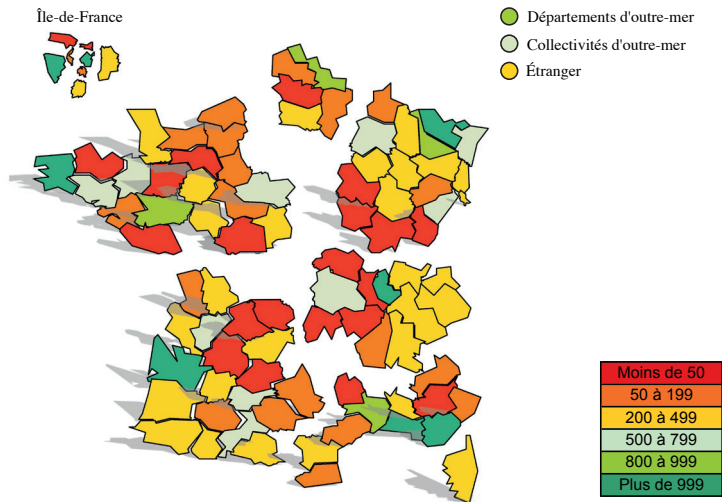 Île-de-France
Départements d'outre-mer
Collectivités d'outre-mer
Étranger
Moins de 50
50 à 199
200 à 499
500 à 799
800 à 999
Plus de 999